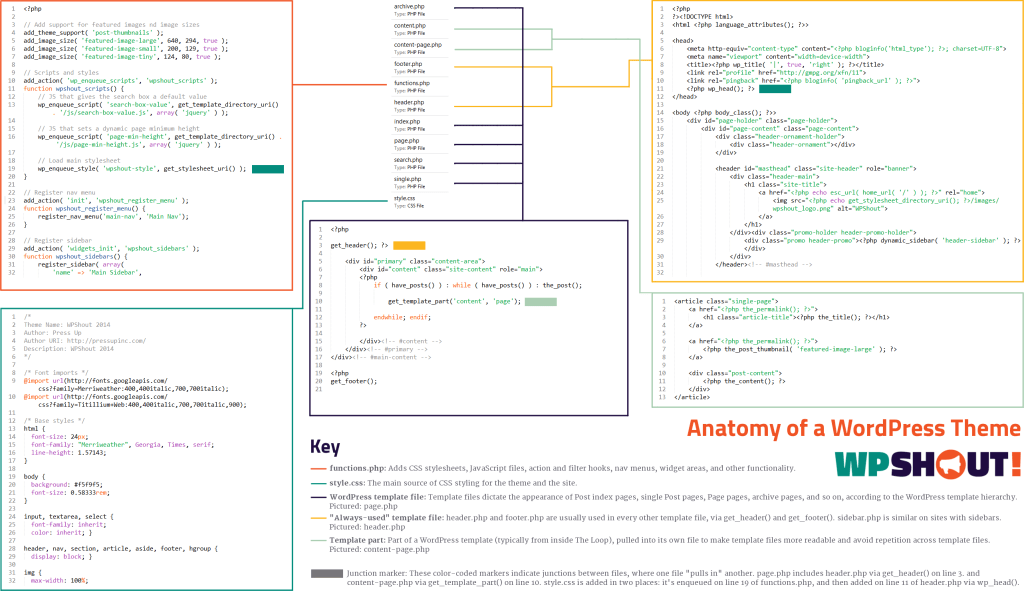 1 <?php
2
3 // Add support for featured images nd image sizes
4 add_theme_support( 'post-thumbnails' );
5 add_image_size( 'featured-image-large', 640, 294, true );
6 add_image_size( 'featured-image-small', 200, 129, true );
7 add_image_size( 'featured-image-tiny', 124, 80, true );
8
9 // Scripts and styles
10 add_action( 'wp_enqueue_scripts', 'wpshout_scripts' );
11 function wpshout_scripts() {
12 // JS that gives the search box a default value
13 wp_enqueue_script( 'search-box-value', get_template_directory_uri()
. '/js/search-box-value.js', array( 'jquery' ) );
14
15 // JS that sets a dynamic page minimum height
16 wp_enqueue_script( 'page-min-height', get_template_directory_uri() .
'/js/page-min-height.js', array( 'jquery' ) );
17
18 // Load main stylesheet
19 wp_enqueue_style( 'wpshout-style', get_stylesheet_uri() );
20 }
21
22 // Register nav menu
23 add_action( 'init', 'wpshout_register_menu' );
24 function wpshout_register_menu() {
25 register_nav_menu('main-nav', 'Main Nav');
26 }
27
28 // Register sidebar
29 add_action( 'widgets_init', 'wpshout_sidebars' );
30 function wpshout_sidebars() {
31 register_sidebar( array(
32 'name' => 'Main Sidebar',
archive.php
Type: PHP File
content.php
Type: PHP File
content-page.php
Type: PHP File
footer.php
Type: PHP File
functions.php
Type: PHP File
header.php
Type: PHP File
index.php
Type: PHP File
page.php
Type: PHP File
search.php
Type: PHP File
single.php
Type: PHP File
style.css
Type: CSS File
1 <?php
2 ?><!DOCTYPE html>
3 <html <?php language_attributes(); ?>>
4
5 <head>
6 <meta http-equiv="content-type" content="<?php bloginfo('html_type'); ?>; charset=UTF-8">
7 <meta name="viewport" content="width=device-width">
8 <title><?php wp_title( '|', true, 'right' ); ?></title>
9 <link rel="profile" href="http://gmpg.org/xfn/11">
10 <link rel="pingback" href="<?php bloginfo( 'pingback_url' ); ?>">
11 <?php wp_head(); ?>
12 </head>
13
14 <body <?php body_class(); ?>>
15 <div id="page-holder" class="page-holder">
16 <div id="page-content" class="page-content">
17 <div class="header-ornament-holder">
18 <div class="header-ornament"></div>
19 </div>
20
21 <header id="masthead" class="site-header" role="banner">
22 <div class="header-main">
23 <h1 class="site-title">
24 <a href="<?php echo esc_url( home_url( '/' ) ); ?>" rel="home">
25 <img src="<?php echo get_stylesheet_directory_uri(); ?>/images/
wpshout_logo.png" alt="WPShout">
26 </a>
27 </h1>
28 </div><div class="promo-holder header-promo-holder">
29 <div class="promo header-promo"><?php dynamic_sidebar( 'header-sidebar' ); ?>
</div>
30 </div>
31 </header><!-- #masthead -->
32
1 <?php
2
3 get_header(); ?>
4
5 <div id="primary" class="content-area">
6 <div id="content" class="site-content" role="main">
7 <?php
8 if ( have_posts() ) : while ( have_posts() ) : the_post();
9
10 get_template_part('content', 'page');
11
12 endwhile; endif;
13 ?>
14
15 </div><!-- #content -->
16 </div><!-- #primary -->
17 </div><!-- #main-content -->
18
19 <?php
20 get_footer();
21
1 <article class="single-page">
2 <a href="<?php the_permalink(); ?>">
3 <h1 class="article-title"><?php the_title(); ?></h1>
4 </a>
5
6 <a href="<?php the_permalink(); ?>">
7 <?php the_post_thumbnail( 'featured-image-large' ); ?>
8 </a>
9
10 <div class="post-content">
11 <?php the_content(); ?>
12 </div>
13 </article>
1 /*
2 Theme Name: WPShout 2014
3 Author: Press Up
4 Author URI: http://pressupinc.com/
5 Description: WPShout 2014
6 */
7
8 /* Font imports */
9 @import url(http://fonts.googleapis.com/
css?family=Merriweather:400,400italic,700,700italic);
10 @import url(http://fonts.googleapis.com/
css?family=Titillium+Web:400,400italic,700,700italic,900);
11
12 /* Base styles */
13 html {
14 font-size: 24px;
15 font-family: "Merriweather", Georgia, Times, serif;
16 line-height: 1.57143;
17 }
18
19 body {
20 background: #f5f9f5;
21 font-size: 0.58333rem;
22 }
23
24 input, textarea, select {
25 font-family: inherit;
26 color: inherit; }
27
28 header, nav, section, article, aside, footer, hgroup {
29 display: block; }
30
31 img {
32 max-width: 100%;
Anatomy of a WordPress Theme
WPSHOUT!
Key
functions.php: Adds CSS stylesheets, JavaScript files, action and filter hooks, nav menus, widget areas, and other functionality.
style.css: The main source of CSS styling for the theme and the site.
WordPress template file: Template files dictate the appearance of Post index pages, single Post pages, Page pages, archive pages, and so on, according to the WordPress template hierarchy.
Pictured: page.php
"Always-used" template file: header.php and footer.php are usually used in every other template file, via get_header() and get_footer(). sidebar.php is similar on sites with sidebars.
Pictured: header.php
Template part: Part of a WordPress template (typically from inside The Loop), pulled into its own file to make template files more readable and avoid repetition across template files.
Pictured: content-page.php
Junction marker: These color-coded markers indicate junctions between files, where one file "pulls in" another. page.php includes header.php via get_header() on line 3. and
content-page.php via get_template_part() on line 10. style.css is added in two places: it's enqueued on line 19 of functions.php, and then added on line 11 of header.php via wp_head().